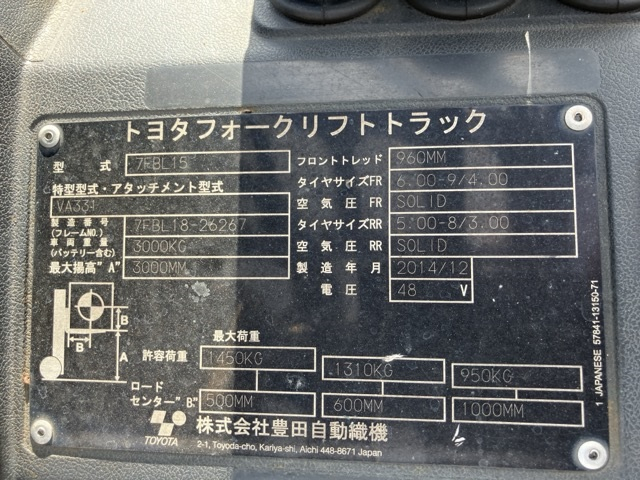 トヨタフォークリフトトラック
型 式 7FBL15
特型型式・アタッチメント型式
VA331
製造番号 (フレームNO.) 7FBL18-26267
車両重量 (バッテリー含む) 3000KG
最大揚高"A" 3000MM
フロントトレッド 960MM
タイヤサイズFR 6.00-9/4.00
空気圧FR SOLID
タイヤサイズRR 5.00-8/3.00
空気圧RR SOLID
製造年月 2014/12
電圧 48 V
B
B
A
最大荷重
許容荷重 1450KG 1310KG 950KG
ロードセンター"B" 500MM 600MM 1000MM
TOYOTA
株式会社豊田自動織機
2-1, Toyoda-cho, Kariya-shi, Aichi 448-8671 Japan
1 JAPANESE 57841-13150-71